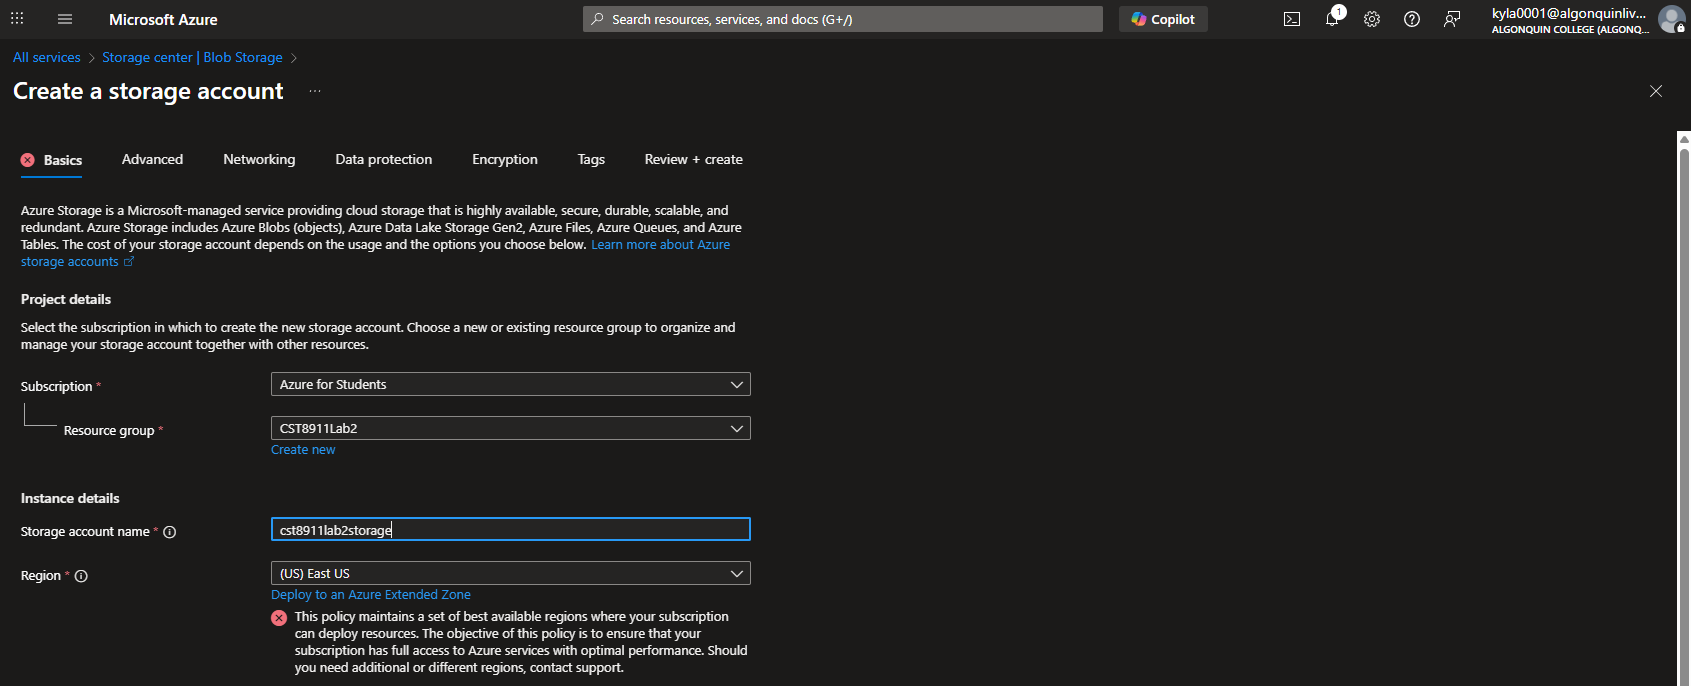 Microsoft Azure
Search resources, services, and docs (G+/)
Copilot
1
kyla0001@algonquinliv...
ALGONQUIN COLLEGE (ALGONQ...
All services > Storage center | Blob Storage >
Create a storage account ...
Basics Advanced Networking Data protection Encryption Tags Review + create
Azure Storage is a Microsoft-managed service providing cloud storage that is highly available, secure, durable, scalable, and
redundant. Azure Storage includes Azure Blobs (objects), Azure Data Lake Storage Gen2, Azure Files, Azure Queues, and Azure
Tables. The cost of your storage account depends on the usage and the options you choose below. Learn more about Azure
storage accounts
Project details
Select the subscription in which to create the new storage account. Choose a new or existing resource group to organize and
manage your storage account together with other resources.
Subscription * Azure for Students
Resource group * CST8911Lab2
Create new
Instance details
Storage account name * cst8911lab2storage
Region * (US) East US
Deploy to an Azure Extended Zone
This policy maintains a set of best available regions where your subscription
can deploy resources. The objective of this policy is to ensure that your
subscription has full access to Azure services with optimal performance. Should
you need additional or different regions, contact support.